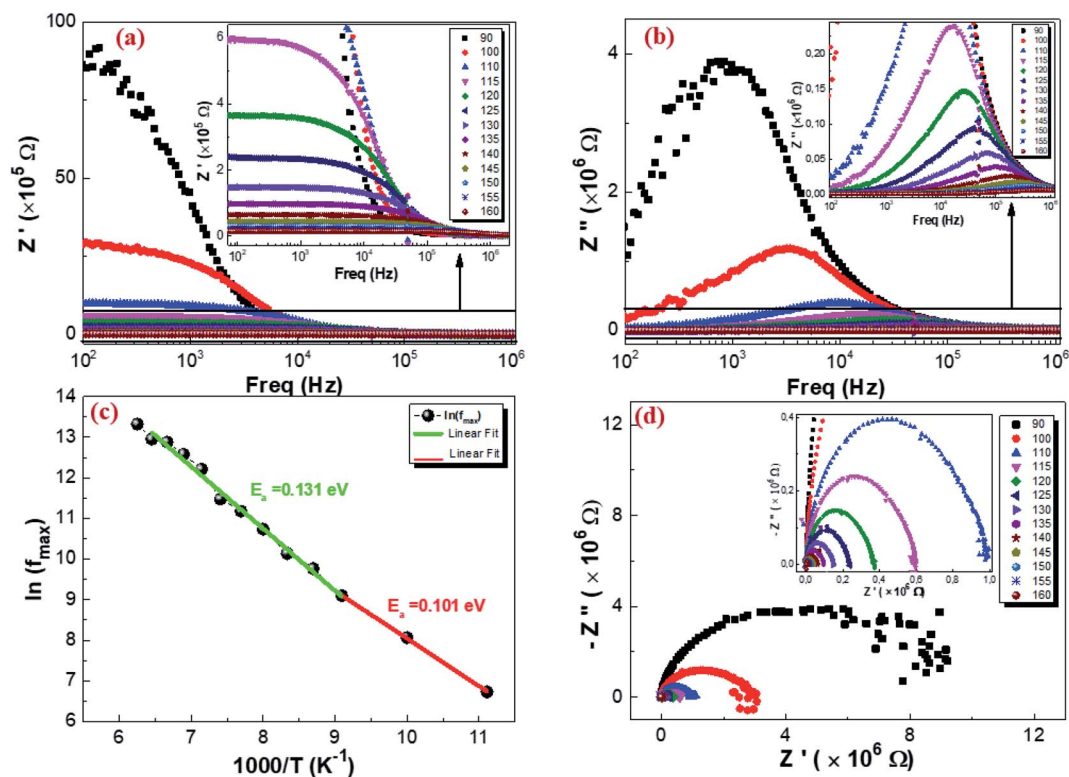 (a)
Z ' (×10⁵ Ω)
100
50
0
10² 10³ 10⁴ 10⁵ 10⁶
Freq (Hz)
Z ' (×10⁵ Ω)
6
4
2
0
10² 10³ 10⁴ 10⁵ 10⁶
Freq (Hz)
90
100
110
115
120
125
130
135
140
145
150
155
160
(b)
Z '' (×10⁶ Ω)
4
2
0
10² 10³ 10⁴ 10⁵ 10⁶
Freq (Hz)
Z '' (×10⁶ Ω)
0,20
0,15
0,10
0,05
0,00
10² 10³ 10⁴ 10⁵ 10⁶
Freq (Hz)
90
100
110
115
120
125
130
135
140
145
150
155
160
(c)
ln (fmax)
14
13
12
11
10
9
8
7
6
6 7 8 9 10 11
1000/T (K⁻¹)
ln(fmax)
Linear Fit
Linear Fit
Ea =0.131 eV
Ea =0.101 eV
(d)
- Z '' ( × 10⁶ Ω)
12
8
4
0
0 4 8 12
Z ' ( × 10⁶ Ω)
- Z '' ( × 10⁶ Ω)
0,4
0,2
0,0
0,0 0,2 0,4 0,6 0,8 1,0
Z ' ( × 10⁶ Ω)
90
100
110
115
120
125
130
135
140
145
150
155
160